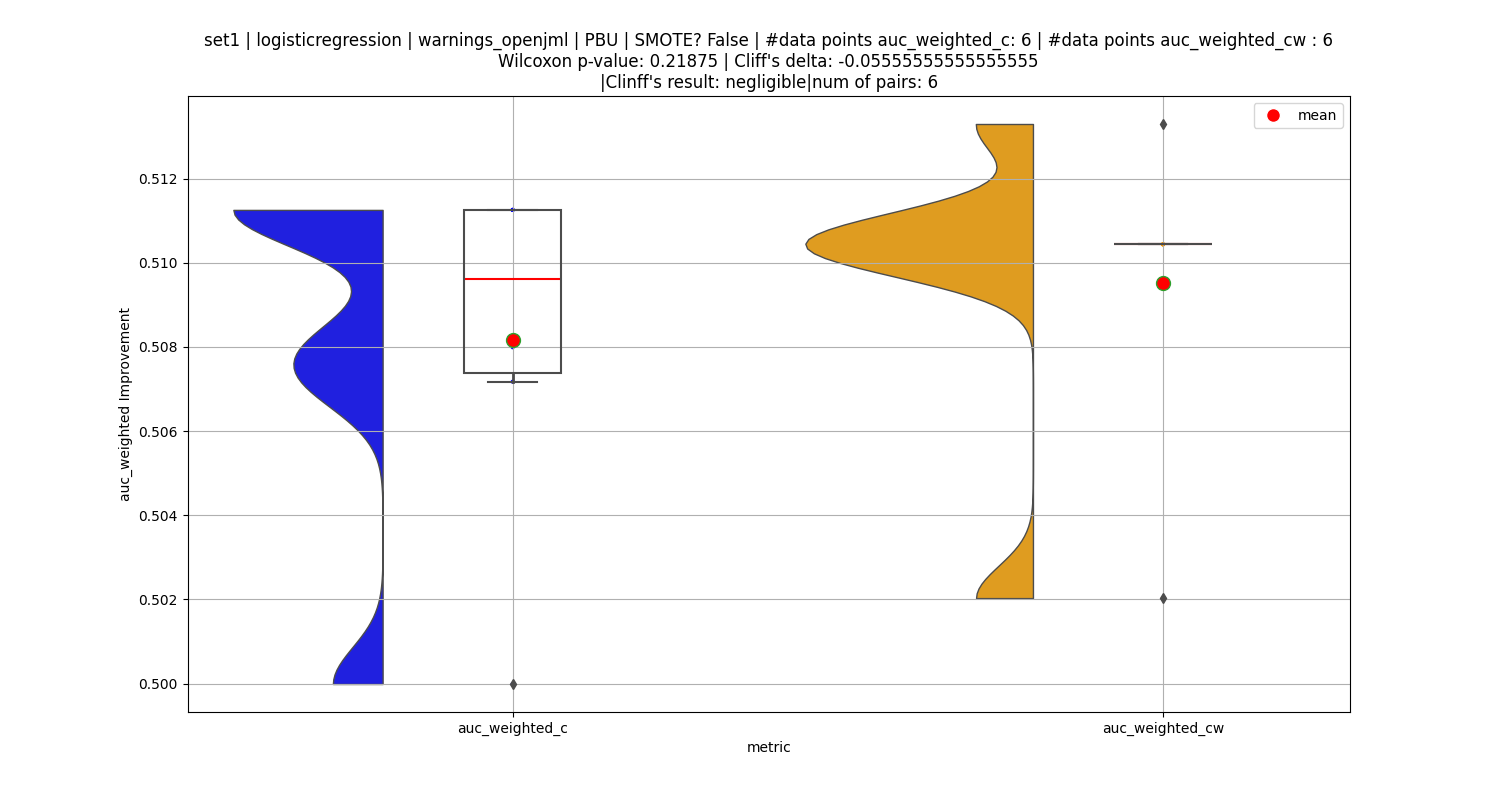 set1 | logisticregression | warnings_openjml | PBU | SMOTE? False | #data points auc_weighted_c: 6 | #data points auc_weighted_cw : 6
Wilcoxon p-value: 0.21875 | Cliff's delta: -0.05555555555555555
|Clinff's result: negligible|num of pairs: 6
mean
0.512
0.510
0.508
0.506
0.504
0.502
0.500
auc_weighted Improvement
auc_weighted_c
auc_weighted_cw
metric